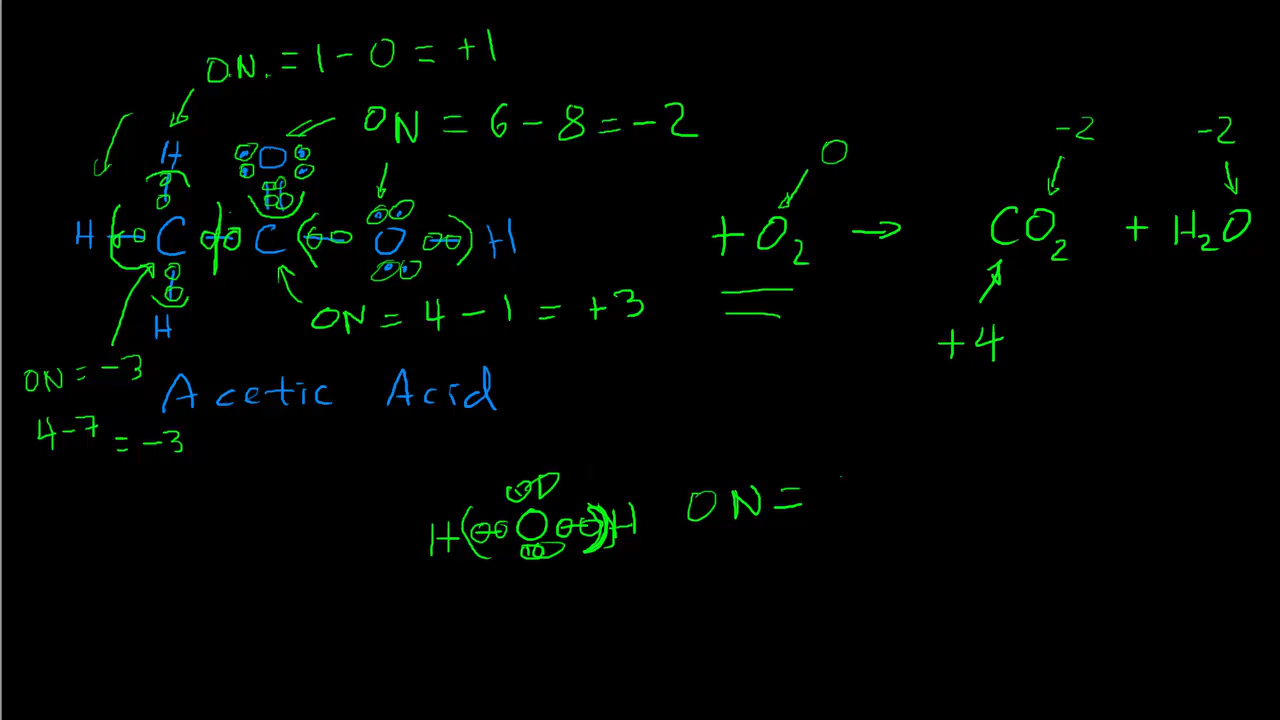 O.N. = 1 - 0 = +1
ON = 6 - 8 = -2
H O
H - C - C - O - H
H
ON = 4 - 1 = +3
ON = -3
4 - 7 = -3
Acetic Acid
0 -2 -2
+ O2 → CO2 + H2O
+4
H O H ON =